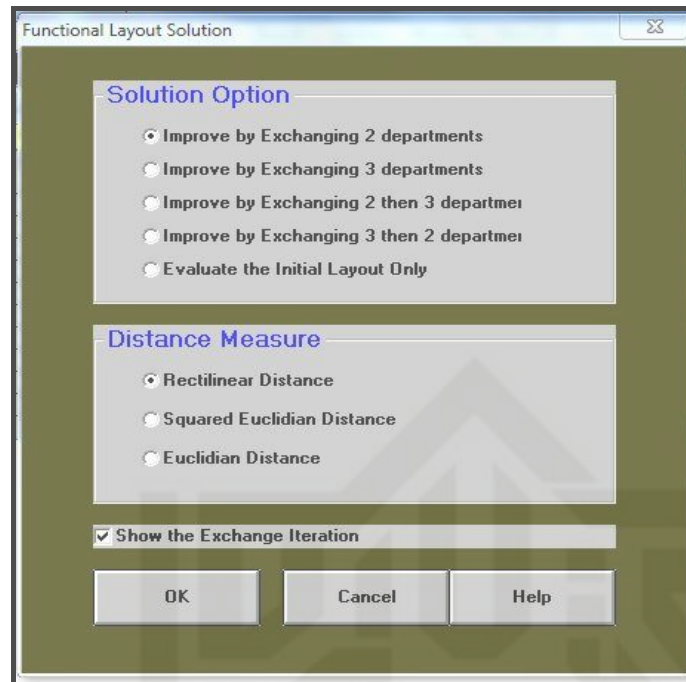 Functional Layout Solution
Solution Option
Improve by Exchanging 2 departments
Improve by Exchanging 3 departments
Improve by Exchanging 2 then 3 departmer
Improve by Exchanging 3 then 2 departmer
Evaluate the Initial Layout Only
Distance Measure
Rectilinear Distance
Squared Euclidian Distance
Euclidian Distance
Show the Exchange Iteration
OK Cancel Help